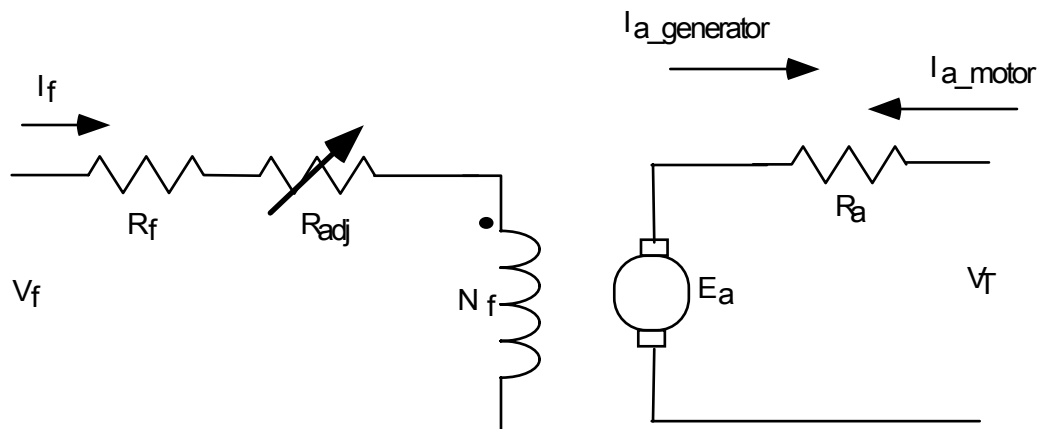 Ia_generator
Ia_motor
If
Rf
Radj
Ra
Vf
Nf
Ea
VT